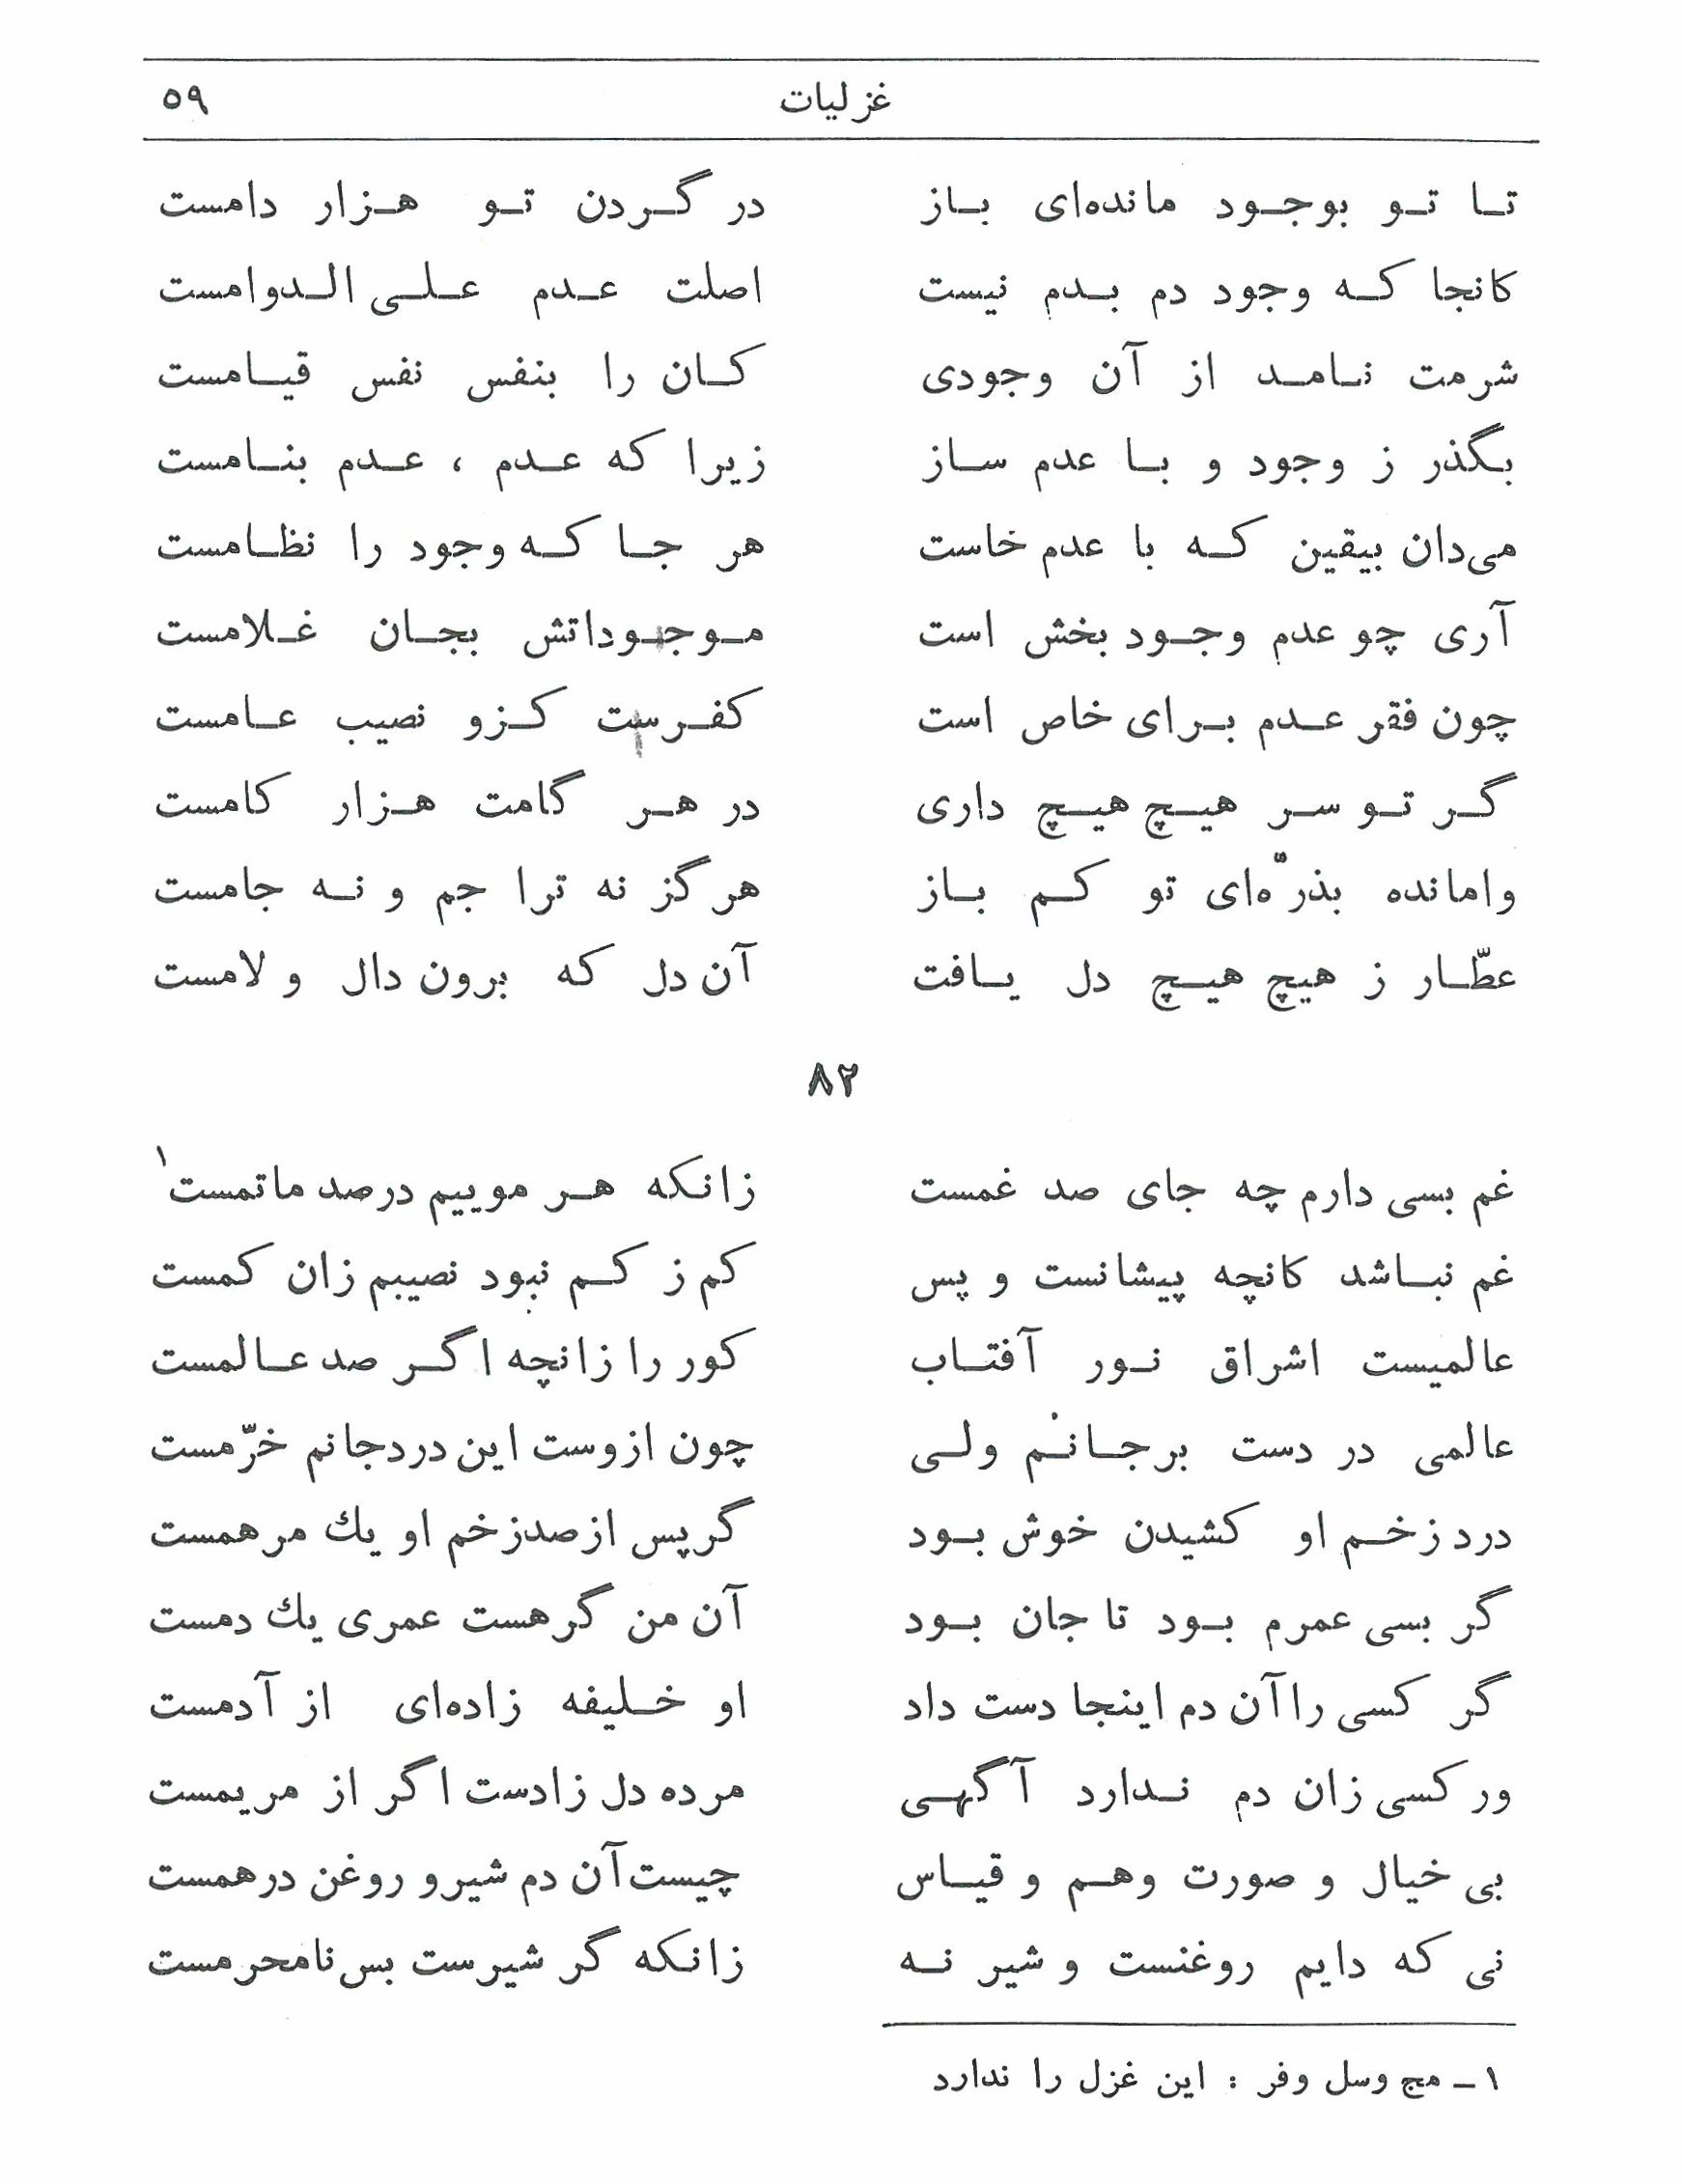 غزلیات ۵۹
تا تو بوجود مانده‌ای باز در گردن تو هزار دامست
کانجا که وجود دم بدم نیست اصلت عدم علی الدوامست
شرمت نامد از آن وجودی کان را بنفس نفس قیامست
بگذر ز وجود و با عدم ساز زیرا که عدم ، عدم بنامست
می‌دان بیقین که با عدم خاست هر جا که وجود را نظامست
آری چو عدم وجود بخش است موجوداتش بجان غلامست
چون فقر عدم برای خاص است کفرست کزو نصیب عامست
گر تو سر هیچ هیچ داری در هر گامت هزار کامست
وامانده بذرّه‌ای تو کم باز هرگز نه ترا جم و نه جامست
عطّار ز هیچ هیچ دل یافت آن دل که برون دال و لامست
۸۲
غم بسی دارم چه جای صد غمست زانکه هر موییم درصد ماتمست۱
غم نباشد کانچه پیشانست و پس کم ز کم نبود نصیبم زان کمست
عالمیست اشراق نور آفتاب کور را زانچه اگر صد عالمست
عالمی در دست برجانم ولی چون ازوست این دردجانم خرّمست
درد زخم او کشیدن خوش بود گرپس ازصدزخم او یك مرهمست
گر بسی عمرم بود تا جان بود آن من گرهست عمری یك دمست
گر کسی را آن دم اینجا دست داد او خلیفه زاده‌ای از آدمست
ور کسی زان دم ندارد آگهی مرده دل زادست اگر از مریمست
بی خیال و صورت وهم و قیاس چیست آن دم شیرو روغن درهمست
نی که دایم روغنست و شیر نه زانکه گر شیرست بس نامحرمست
۱ـ مج وسل وفر : این غزل را ندارد